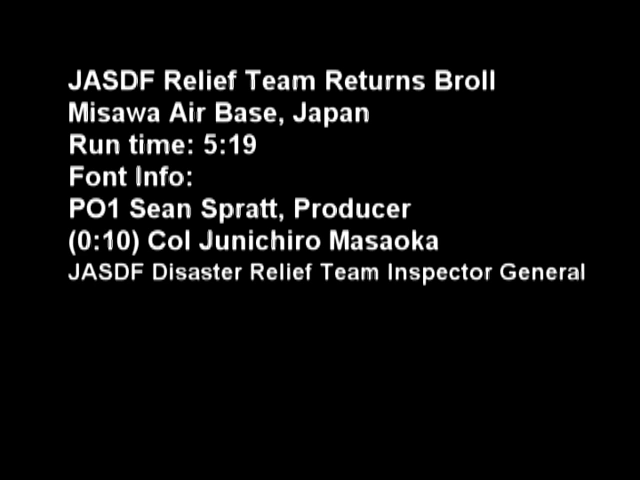 JASDF Relief Team Returns Broll
Misawa Air Base, Japan
Run time: 5:19
Font Info:
PO1 Sean Spratt, Producer
(0:10) Col Junichiro Masaoka
JASDF Disaster Relief Team Inspector General